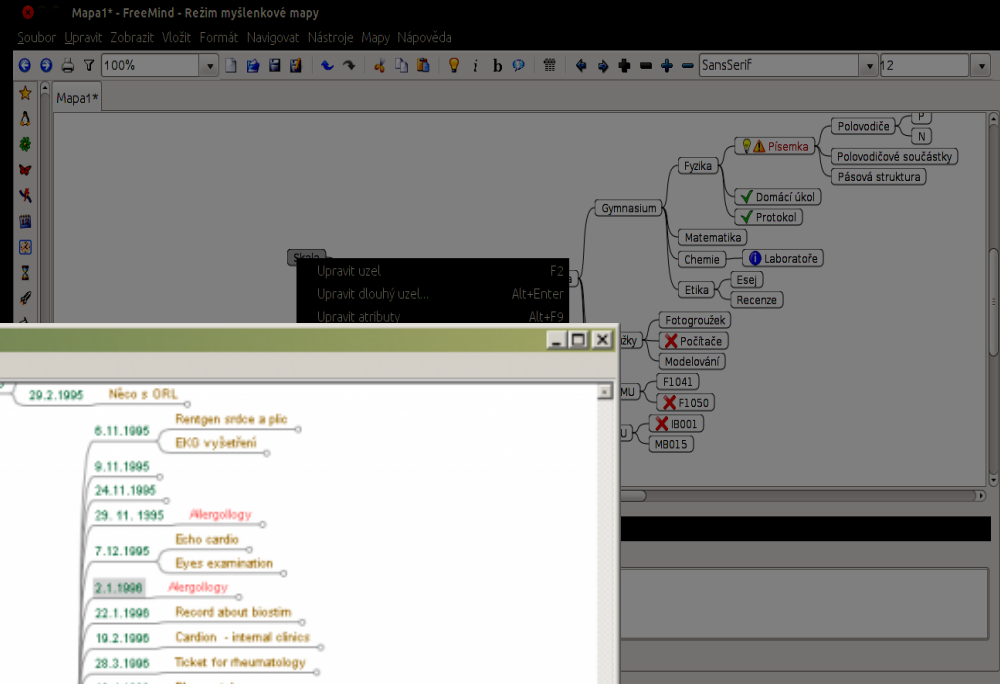 Mapa1* - FreeMind - Režim myšlenkové mapy
Soubor Upravit Zobrazit Vložit Formát Navigovat Nástroje Mapy Nápověda
100%
i b
SansSerif
12
Mapa1*
Polovodiče
P
N
Písemka
Polovodičové součástky
Pásová struktura
Fyzika
Domácí úkol
Protokol
Gymnasium
Matematika
Chemie
Laboratoře
Etika
Esej
Recenze
Upravit uzel F2
Upravit dlouhý uzel... Alt+Enter
Upravit atributy Alt+F9
Fotogroužek
Počítače
Modelování
F1041
F1050
IB001
MB015
29.2.1995 Něco s ORL
Rentgen srdce a plic
6.11.1995
EKG vyšetření
9.11.1995
24.11.1995
29. 11. 1995 Allergollogy
Echo cardio
7.12.1995
Eyes examination
2.1.1996 Alergollogy
22.1.1996 Record about biostim
19.2.1996 Cardion - internal clinics
28.3.1996 Ticket for rheumatology